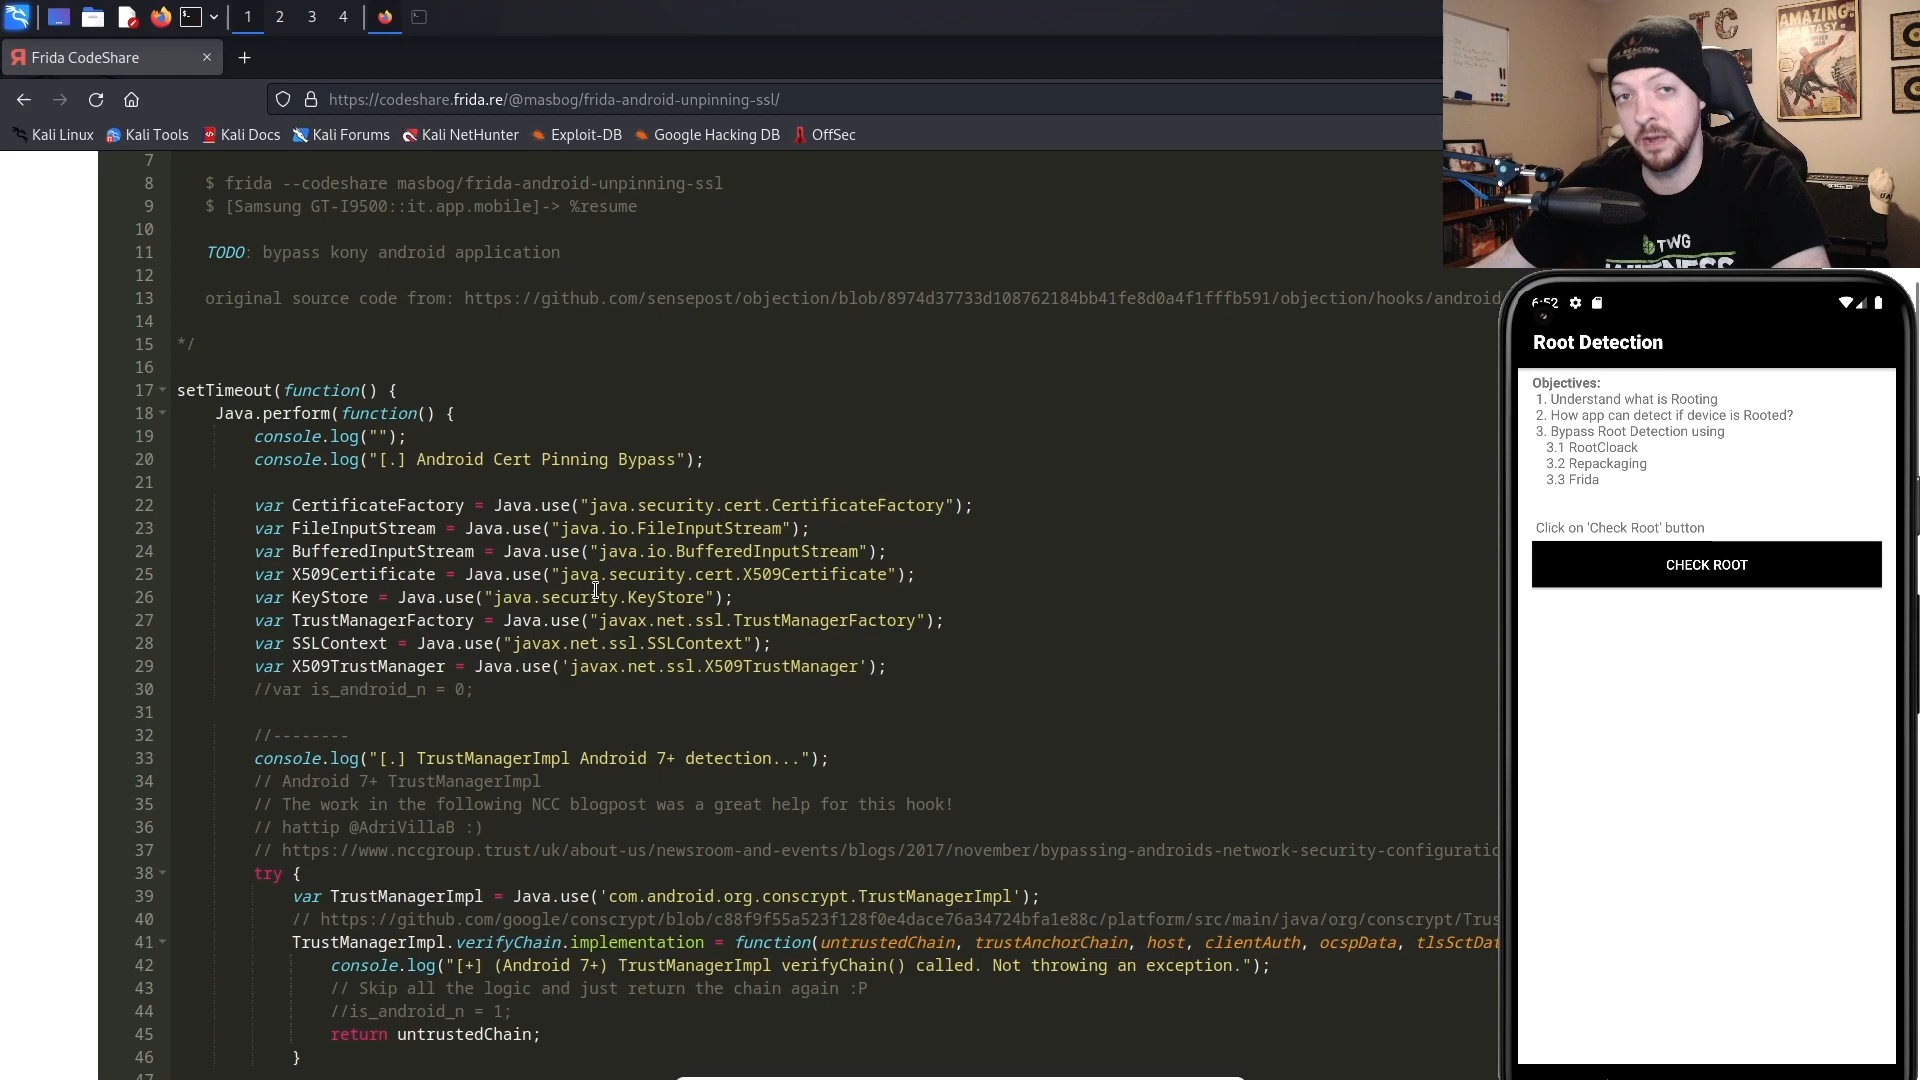 1 2 3 4
Frida CodeShare
https://codeshare.frida.re/@masbog/frida-android-unpinning-ssl/
Kali Linux Kali Tools Kali Docs Kali Forums Kali NetHunter Exploit-DB Google Hacking DB OffSec
7
8 $ frida --codeshare masbog/frida-android-unpinning-ssl
9 $ [Samsung GT-I9500::it.app.mobile]-> %resume
10
11 TODO: bypass kony android application
12
13 original source code from: https://github.com/sensepost/objection/blob/8974d37733d108762184bb41fe8d0a4f1fffb591/objection/hooks/android
14
15 */
16
17 setTimeout(function() {
18 Java.perform(function() {
19 console.log("");
20 console.log("[.] Android Cert Pinning Bypass");
21
22 var CertificateFactory = Java.use("java.security.cert.CertificateFactory");
23 var FileInputStream = Java.use("java.io.FileInputStream");
24 var BufferedInputStream = Java.use("java.io.BufferedInputStream");
25 var X509Certificate = Java.use("java.security.cert.X509Certificate");
26 var KeyStore = Java.use("java.security.KeyStore");
27 var TrustManagerFactory = Java.use("javax.net.ssl.TrustManagerFactory");
28 var SSLContext = Java.use("javax.net.ssl.SSLContext");
29 var X509TrustManager = Java.use('javax.net.ssl.X509TrustManager');
30 //var is_android_n = 0;
31
32 //--------
33 console.log("[.] TrustManagerImpl Android 7+ detection...");
34 // Android 7+ TrustManagerImpl
35 // The work in the following NCC blogpost was a great help for this hook!
36 // hattip @AdriVillaB :)
37 // https://www.nccgroup.trust/uk/about-us/newsroom-and-events/blogs/2017/november/bypassing-androids-network-security-configuratio
38 try {
39 var TrustManagerImpl = Java.use('com.android.org.conscrypt.TrustManagerImpl');
40 // https://github.com/google/conscrypt/blob/c88f9f55a523f128f0e4dace76a34724bfa1e88c/platform/src/main/java/org/conscrypt/Trus
41 TrustManagerImpl.verifyChain.implementation = function(untrustedChain, trustAnchorChain, host, clientAuth, ocspData, tlsSctDat
42 console.log("[+] (Android 7+) TrustManagerImpl verifyChain() called. Not throwing an exception.");
43 // Skip all the logic and just return the chain again :P
44 //is_android_n = 1;
45 return untrustedChain;
46 }
47
TC
AMAZING
FANTASY
TWG
WITNESS
6:52
Root Detection
Objectives:
1. Understand what is Rooting
2. How app can detect if device is Rooted?
3. Bypass Root Detection using
3.1 RootCloack
3.2 Repackaging
3.3 Frida
Click on 'Check Root' button
CHECK ROOT